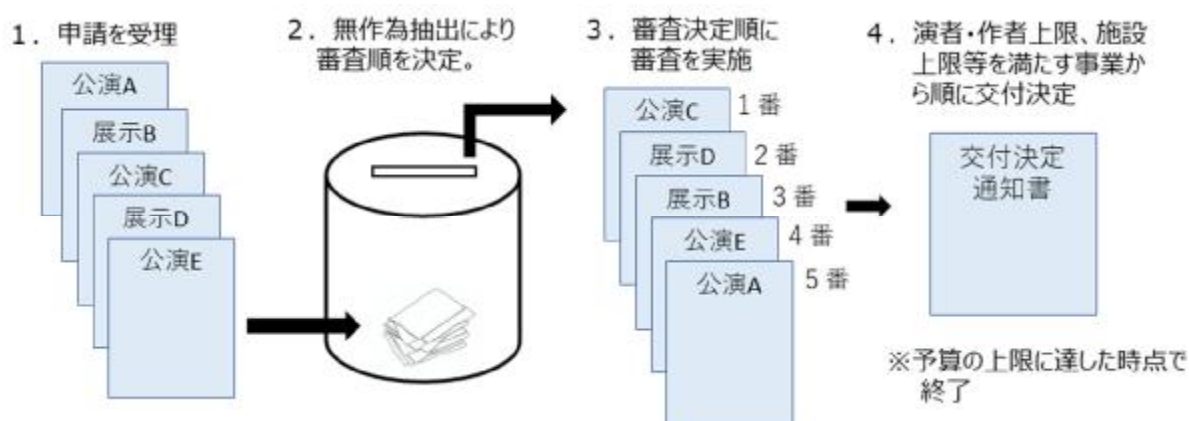 1．申請を受理
公演A
展示B
公演C
展示D
公演E
2．無作為抽出により
審査順を決定。
3．審査決定順に
審査を実施
公演C 1番
展示D 2番
展示B 3番
公演E 4番
公演A 5番
4．演者・作者上限、施設
上限等を満たす事業か
ら順に交付決定
交付決定
通知書
※予算の上限に達した時点で
終了